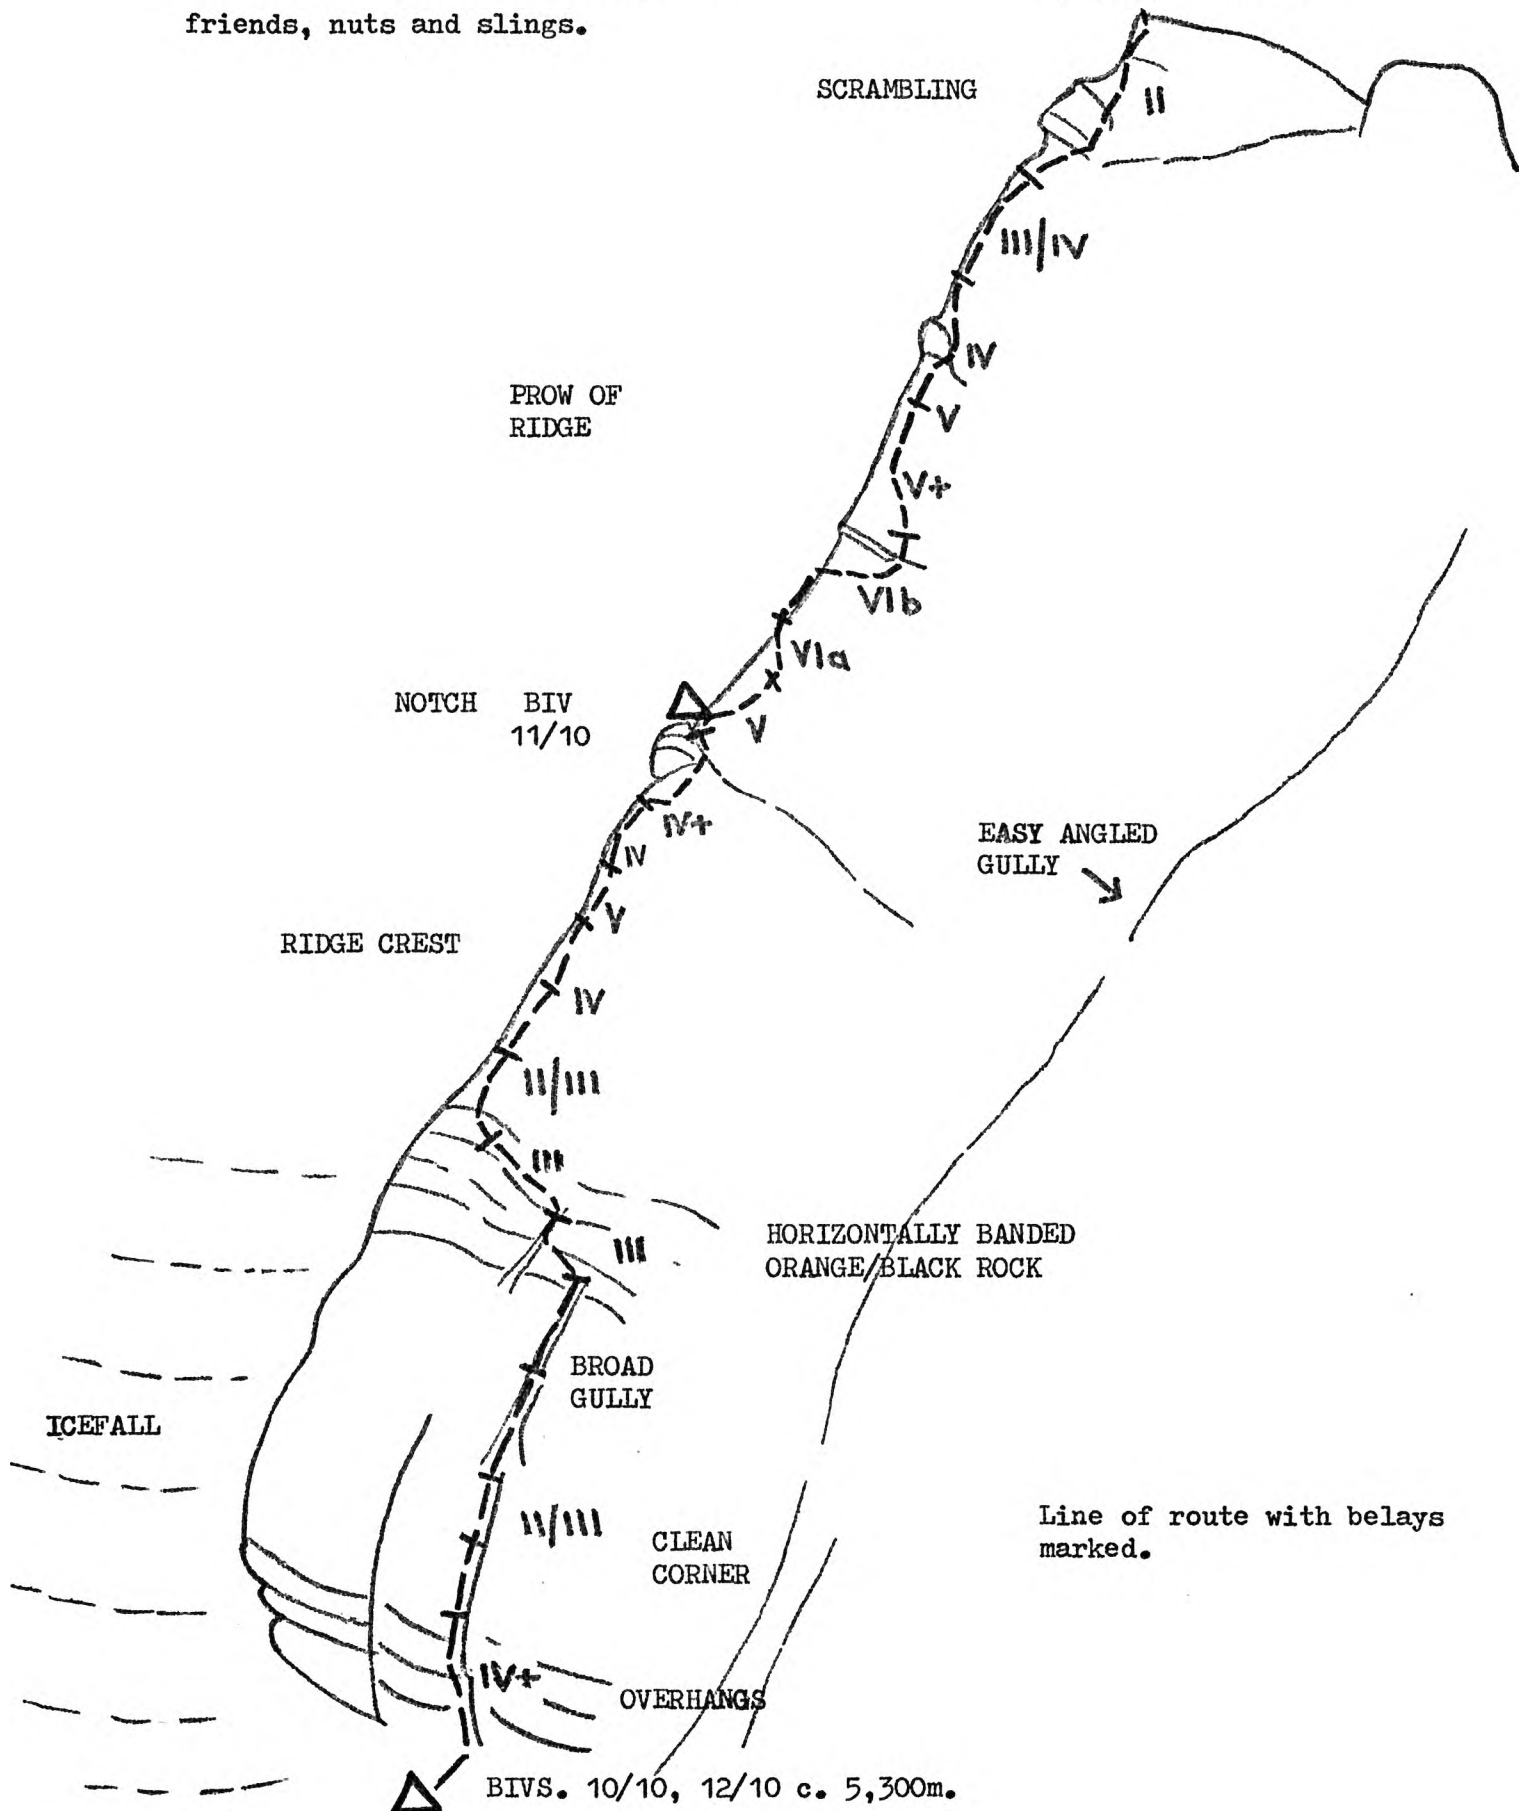 friends, nuts and slings.
SCRAMBLING
II
III/IV
IV
PROW OF
RIDGE
V
V+
VIb
VIa
NOTCH BIV
11/10
V
IV+
EASY ANGLED
GULLY
IV
V
RIDGE CREST
IV
II/III
III
HORIZONTALLY BANDED
ORANGE/BLACK ROCK
III
BROAD
GULLY
ICEFALL
Line of route with belays
marked.
II/III
CLEAN
CORNER
IV+
OVERHANGS
BIVS. 10/10, 12/10 c. 5,300m.